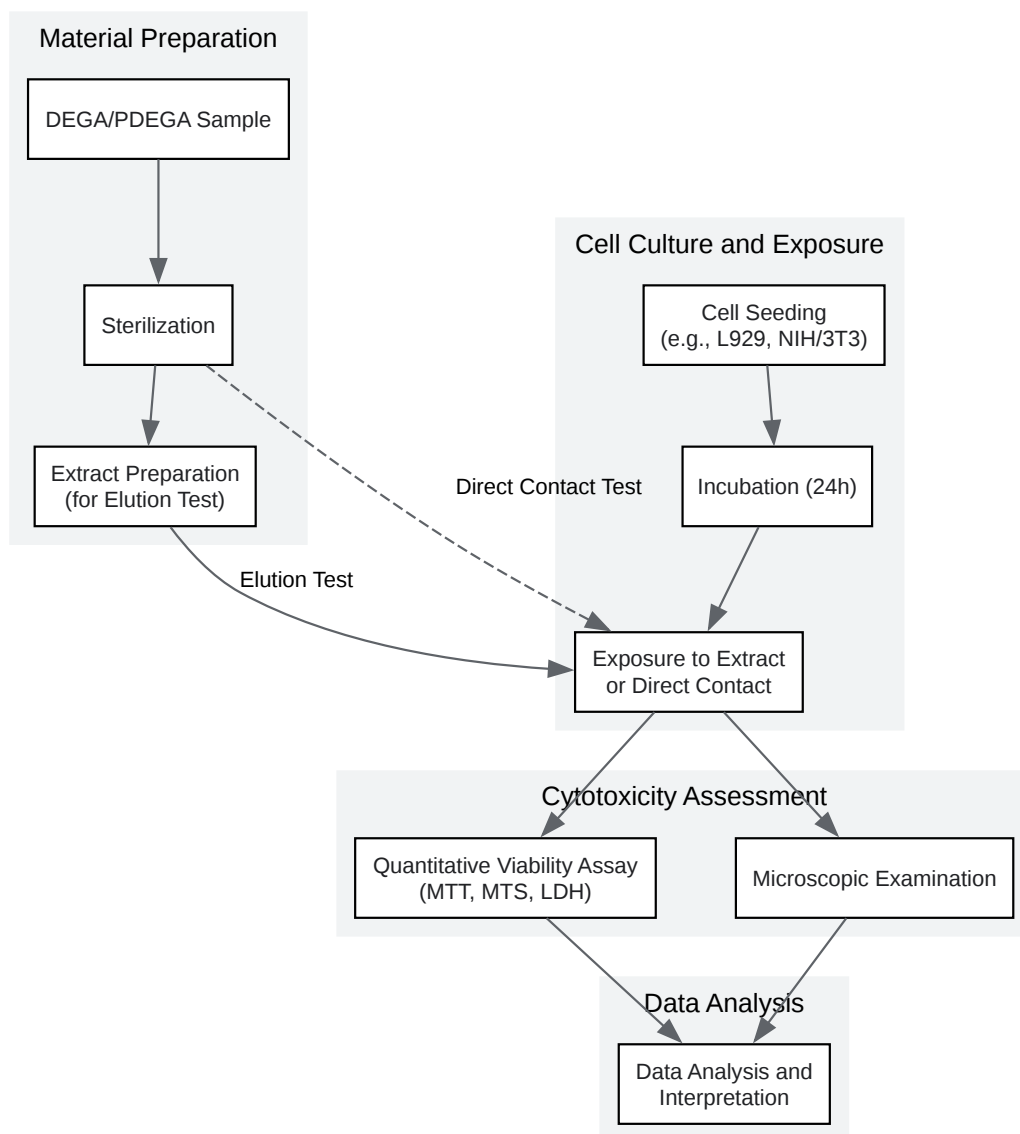 Material Preparation
DEGA/PDEGA Sample
Sterilization
Extract Preparation
(for Elution Test)
Cell Culture and Exposure
Cell Seeding
(e.g., L929, NIH/3T3)
Incubation (24h)
Direct Contact Test
Elution Test
Exposure to Extract
or Direct Contact
Cytotoxicity Assessment
Quantitative Viability Assay
(MTT, MTS, LDH)
Microscopic Examination
Data Analysis
Data Analysis and
Interpretation